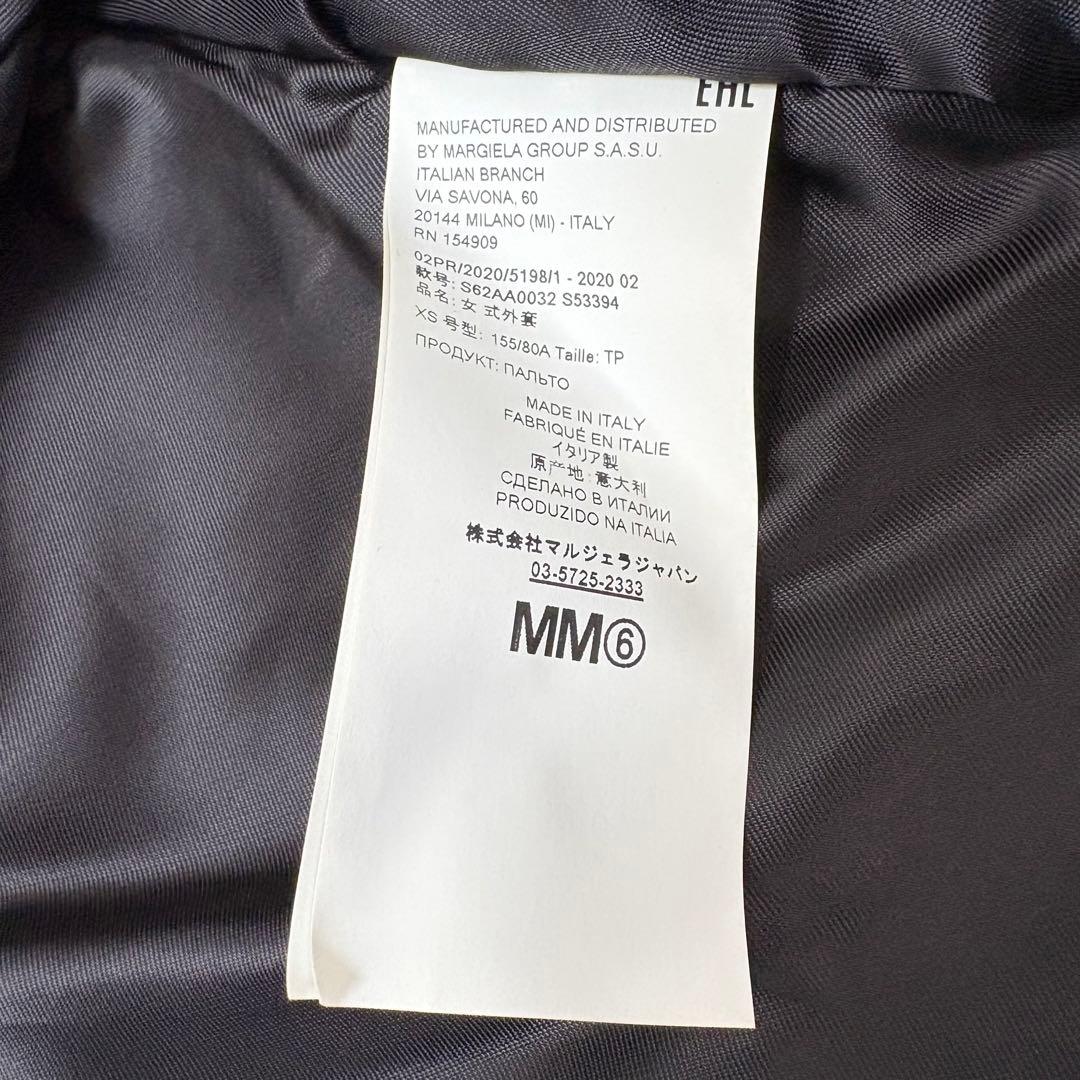 EAC
MANUFACTURED AND DISTRIBUTED
BY MARGIELA GROUP S.A.S.U.
ITALIAN BRANCH
VIA SAVONA, 60
20144 MILANO (MI) - ITALY
RN 154909
02PR/2020/5198/1 - 2020 02
款号: S62AA0032 S53394
品名: 女 式外套
XS 号型: 155/80A Taille: TP
ПРОДУКТ: ПАЛЬТО
MADE IN ITALY
FABRIQUÉ EN ITALIE
イタリア製
原产地: 意大利
СДЕЛАНО В ИТАЛИИ
PRODUZIDO NA ITALIA
株式会社マルジェラジャパン
03-5725-2333
MM⑥